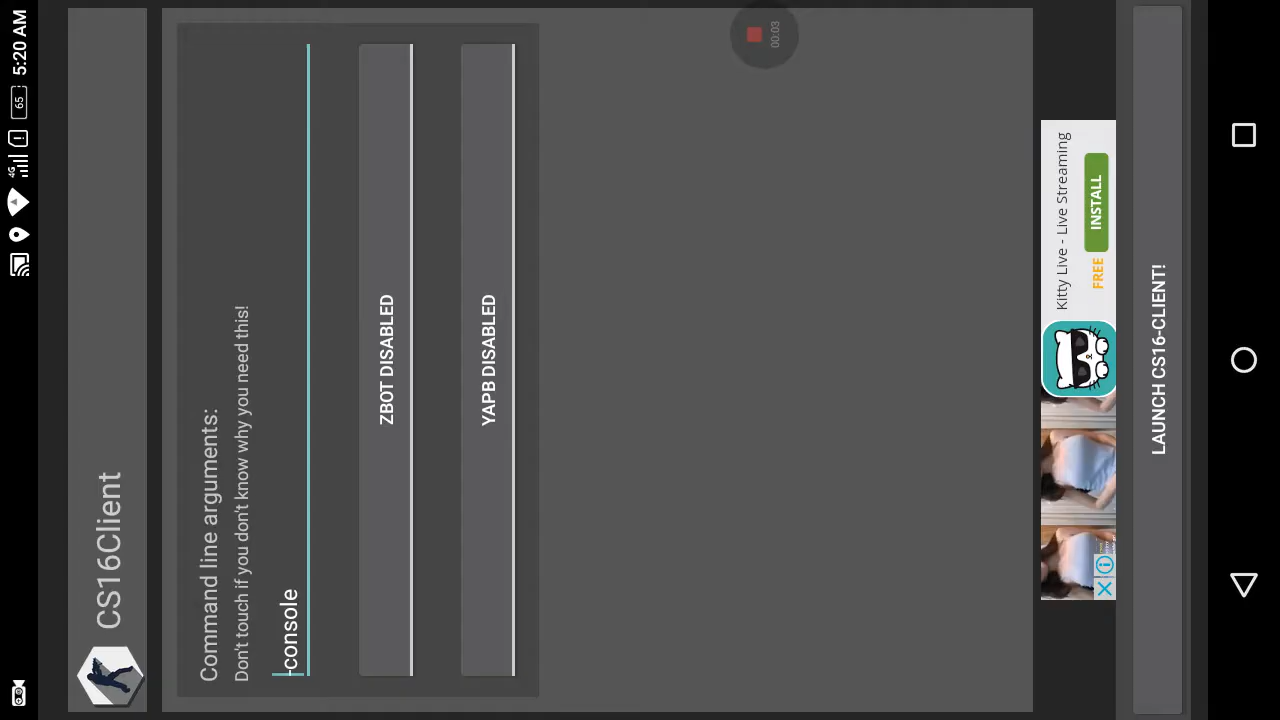 4G 65 5:20 AM
CS16Client
Command line arguments:
Don't touch if you don't know why you need this!
-console
ZBOT DISABLED
YAPB DISABLED
00:03
Kitty Live - Live Streaming
FREE INSTALL
LAUNCH CS16-CLIENT!